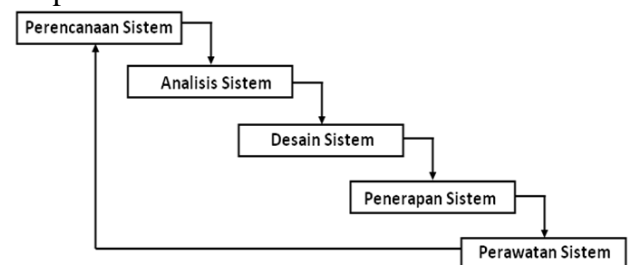 Perencanaan Sistem
Analisis Sistem
Desain Sistem
Penerapan Sistem
Perawatan Sistem